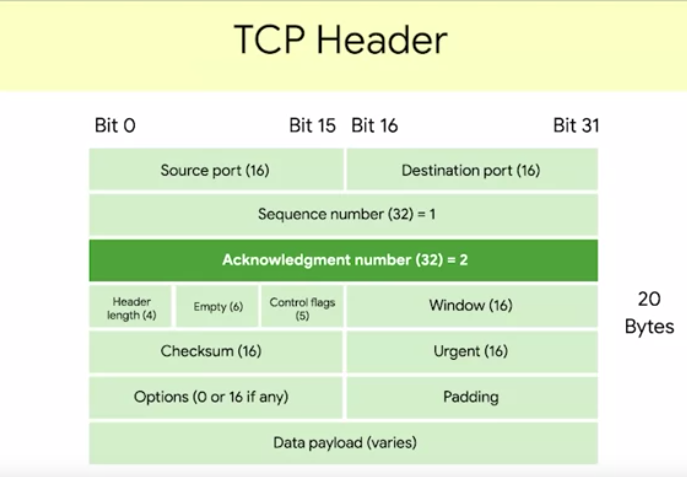 TCP Header
Bit 0 Bit 15 Bit 16 Bit 31
Source port (16) Destination port (16)
Sequence number (32) = 1
Acknowledgment number (32) = 2
Header
length (4)
Empty (6)
Control flags
(5)
Window (16)
20
Bytes
Checksum (16) Urgent (16)
Options (0 or 16 if any) Padding
Data payload (varies)